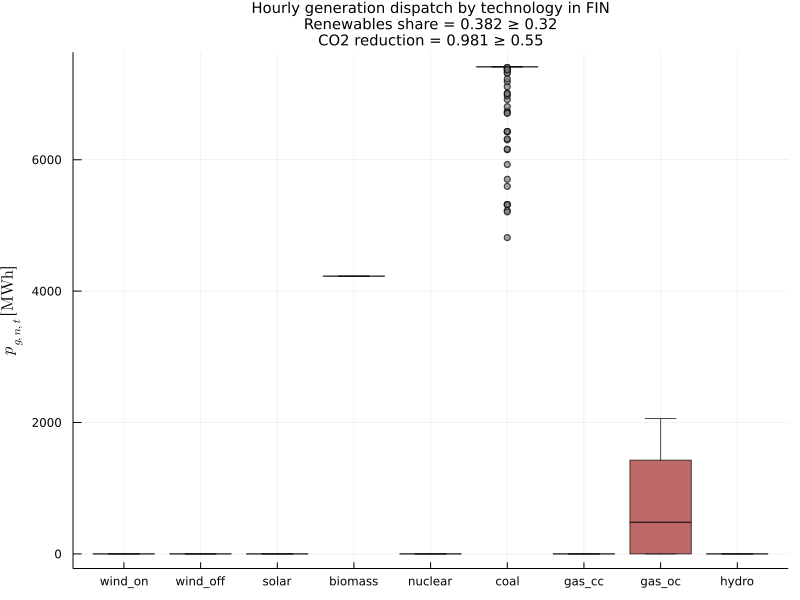 Hourly generation dispatch by technology in FIN
Renewables share = 0.382 ≥ 0.32
CO2 reduction = 0.981 ≥ 0.55
p_{g,n,t} [MWh]
6000
4000
2000
0
wind_on wind_off solar biomass nuclear coal gas_cc gas_oc hydro